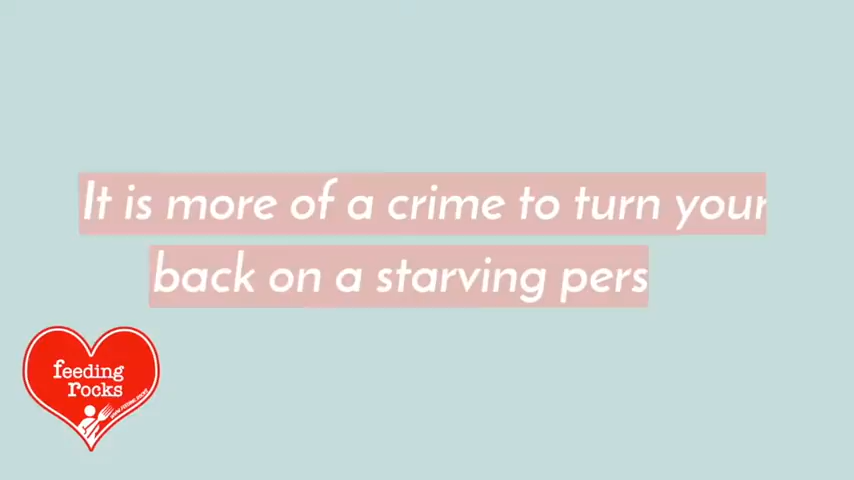 It is more of a crime to turn your
back on a starving pers
feeding
rocks